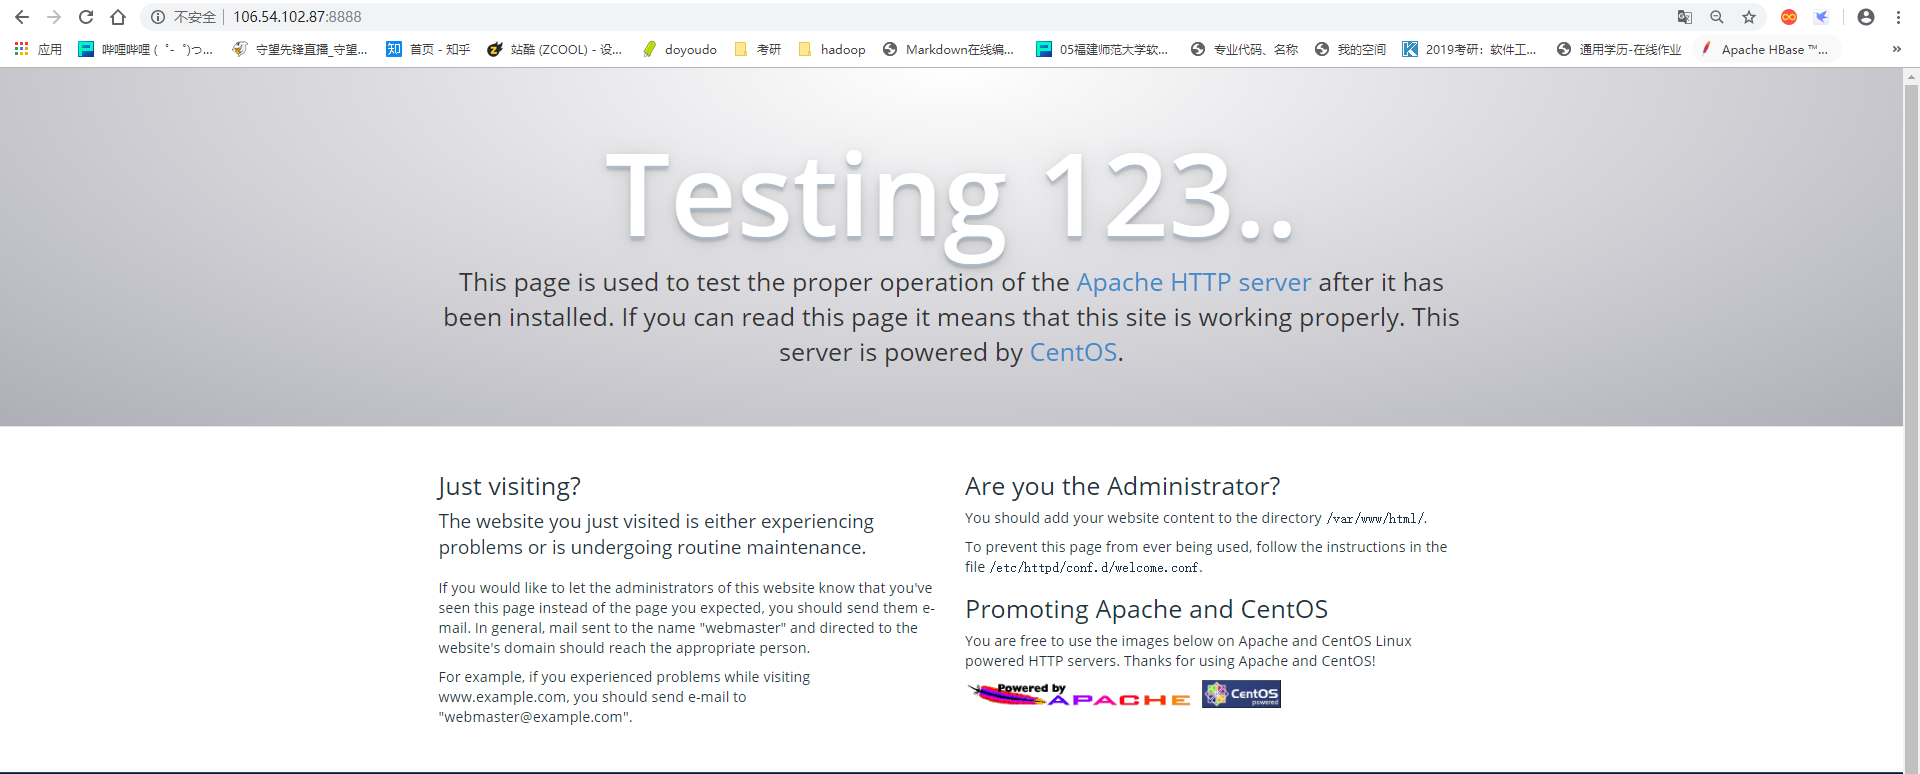 不安全 106.54.102.87:8888
应用 哔哩哔哩 ( ゜- ゜)つ... 守望先锋直播_守望... 知 首页 - 知乎 站酷 (ZCOOL) - 设... doyoudo 考研 hadoop Markdown在线编... 05福建师范大学软... 专业代码、名称 我的空间 2019考研：软件工... 通用学历-在线作业 Apache HBase ™... »
Testing 123..
This page is used to test the proper operation of the Apache HTTP server after it has
been installed. If you can read this page it means that this site is working properly. This
server is powered by CentOS.
Just visiting?
The website you just visited is either experiencing
problems or is undergoing routine maintenance.
If you would like to let the administrators of this website know that you've
seen this page instead of the page you expected, you should send them e-
mail. In general, mail sent to the name "webmaster" and directed to the
website's domain should reach the appropriate person.
For example, if you experienced problems while visiting
www.example.com, you should send e-mail to
"webmaster@example.com".
Are you the Administrator?
You should add your website content to the directory /var/www/html/.
To prevent this page from ever being used, follow the instructions in the
file /etc/httpd/conf.d/welcome.conf.
Promoting Apache and CentOS
You are free to use the images below on Apache and CentOS Linux
powered HTTP servers. Thanks for using Apache and CentOS!
Powered by
APACHE
CentOS
powered